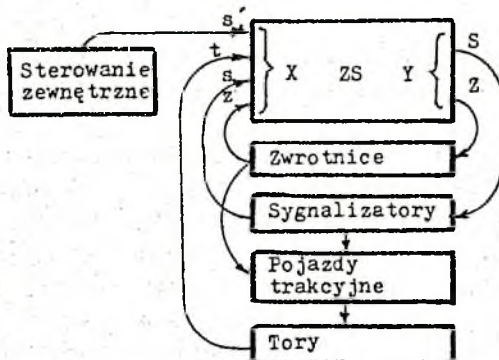 s'
t
s
z
X ZS Y
S
Z
Sterowanie
zewnętrzne
Zwrotnice
Sygnalizatory
Pojazdy
trakcyjne
Tory